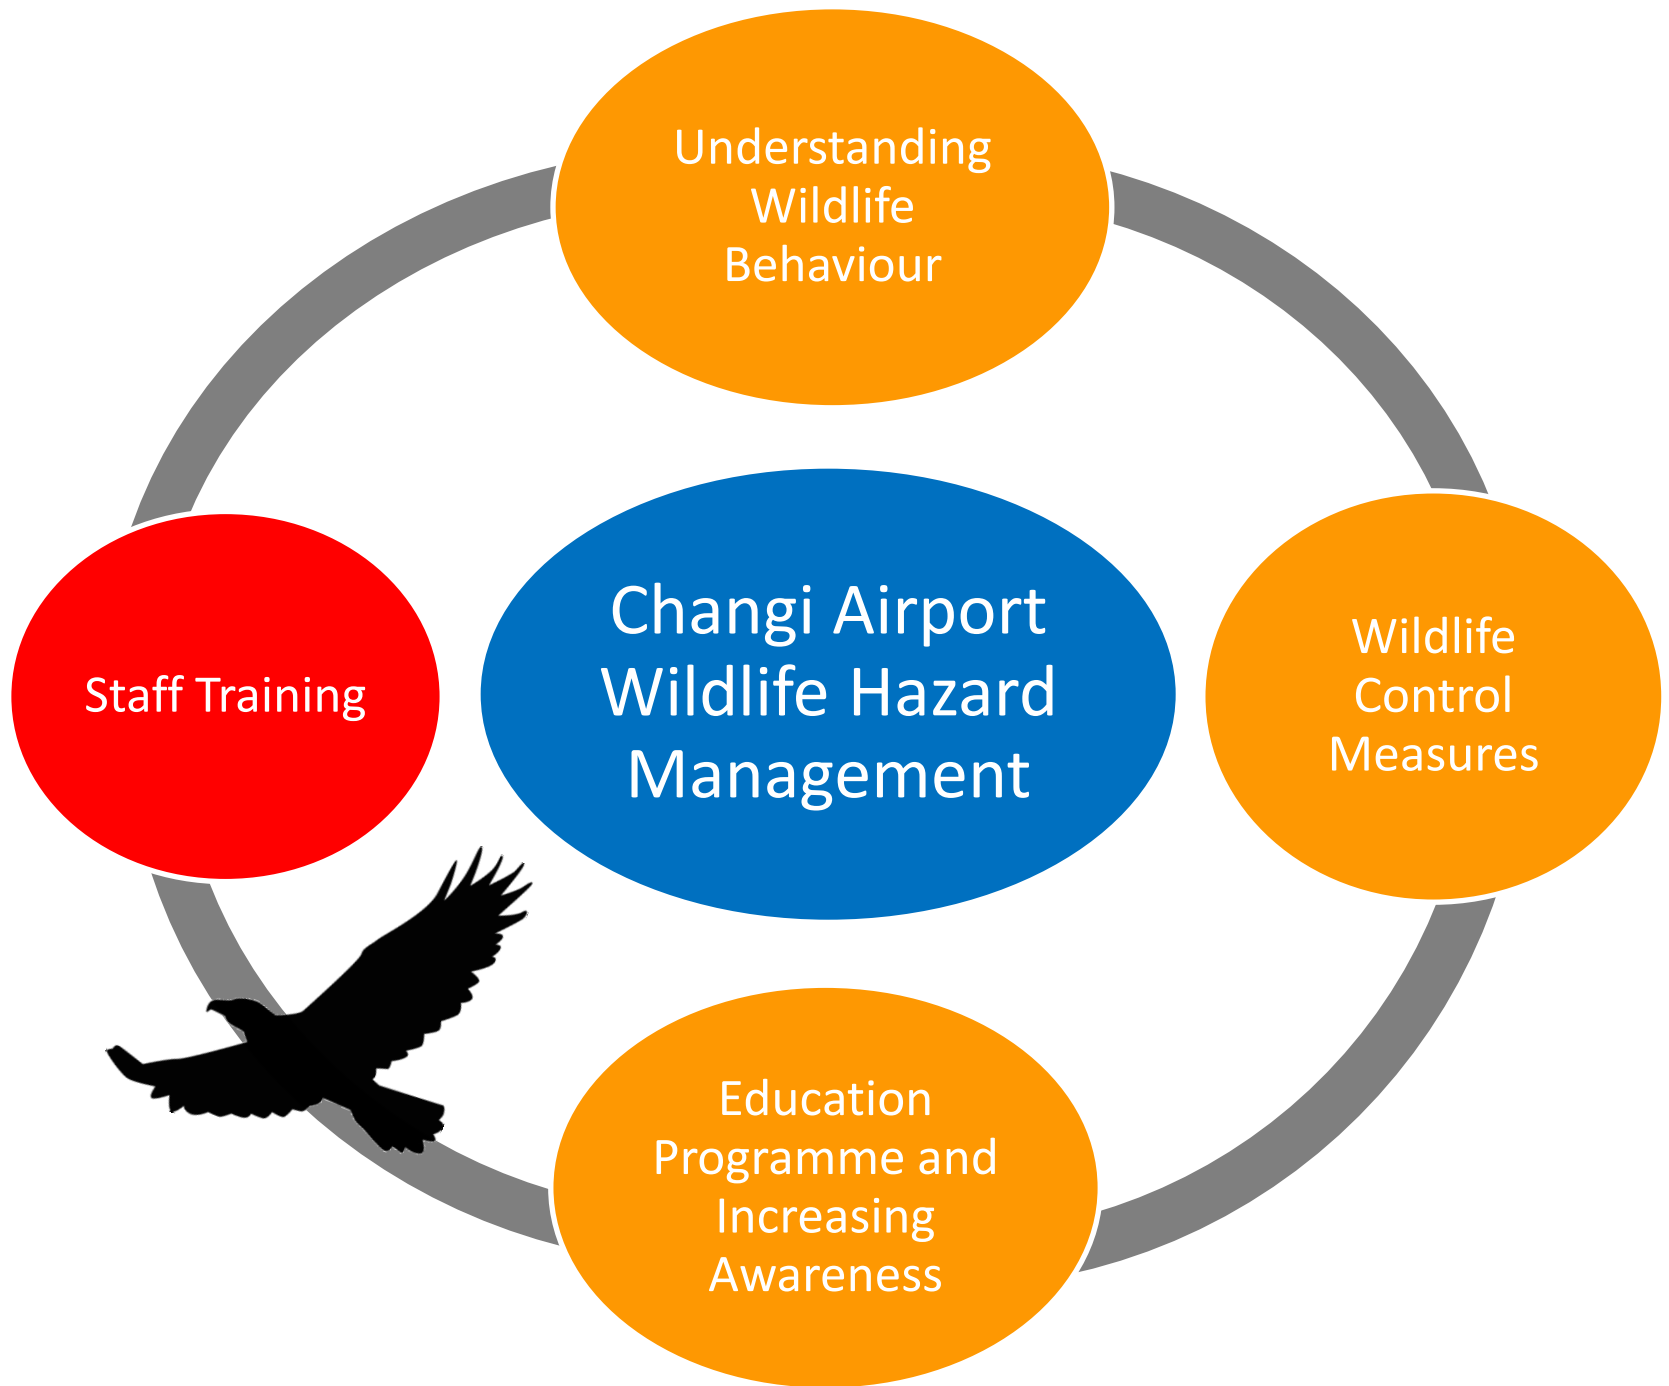 Understanding
Wildlife
Behaviour
Staff Training
Changi Airport
Wildlife Hazard
Management
Wildlife
Control
Measures
Education
Programme and
Increasing
Awareness